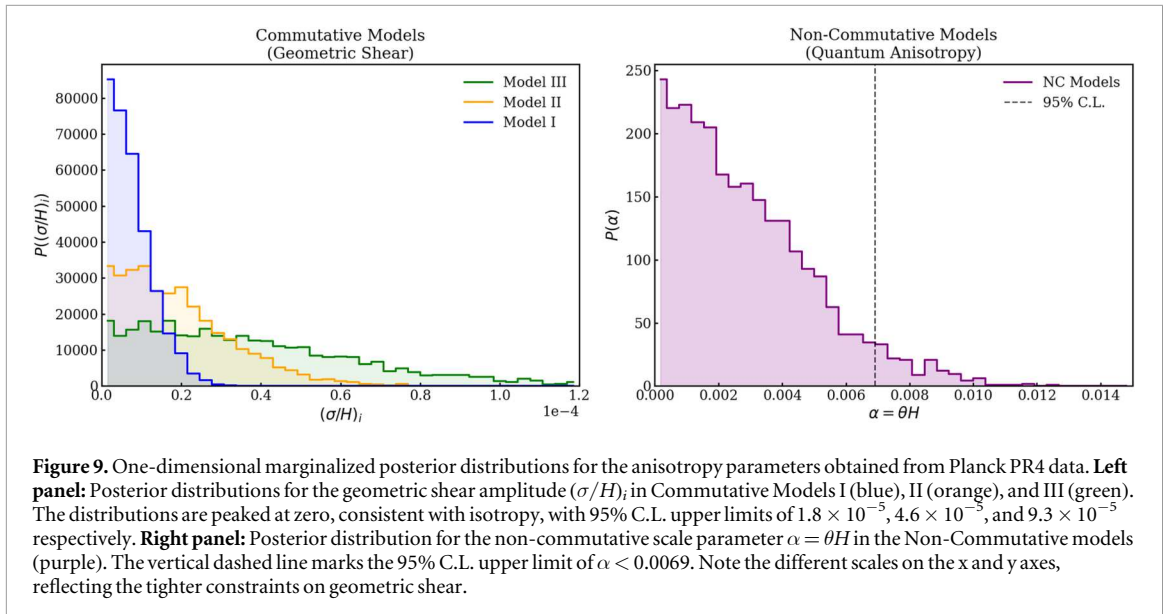 Commutative Models
(Geometric Shear)
P((σ/H)ᵢ)
80000
70000
60000
50000
40000
30000
20000
10000
0
Model III
Model II
Model I
0.0 0.2 0.4 0.6 0.8 1.0 1.2
1e−4
(σ/H)ᵢ
Non-Commutative Models
(Quantum Anisotropy)
P(α)
250
200
150
100
50
0
NC Models
95% C.L.
0.000 0.002 0.004 0.006 0.008 0.010 0.012 0.014
α = θH
Figure 9. One-dimensional marginalized posterior distributions for the anisotropy parameters obtained from Planck PR4 data. Left
panel: Posterior distributions for the geometric shear amplitude (σ/H)ᵢ in Commutative Models I (blue), II (orange), and III (green).
The distributions are peaked at zero, consistent with isotropy, with 95% C.L. upper limits of 1.8 × 10⁻⁵, 4.6 × 10⁻⁵, and 9.3 × 10⁻⁵
respectively. Right panel: Posterior distribution for the non-commutative scale parameter α = θH in the Non-Commutative models
(purple). The vertical dashed line marks the 95% C.L. upper limit of α < 0.0069. Note the different scales on the x and y axes,
reflecting the tighter constraints on geometric shear.